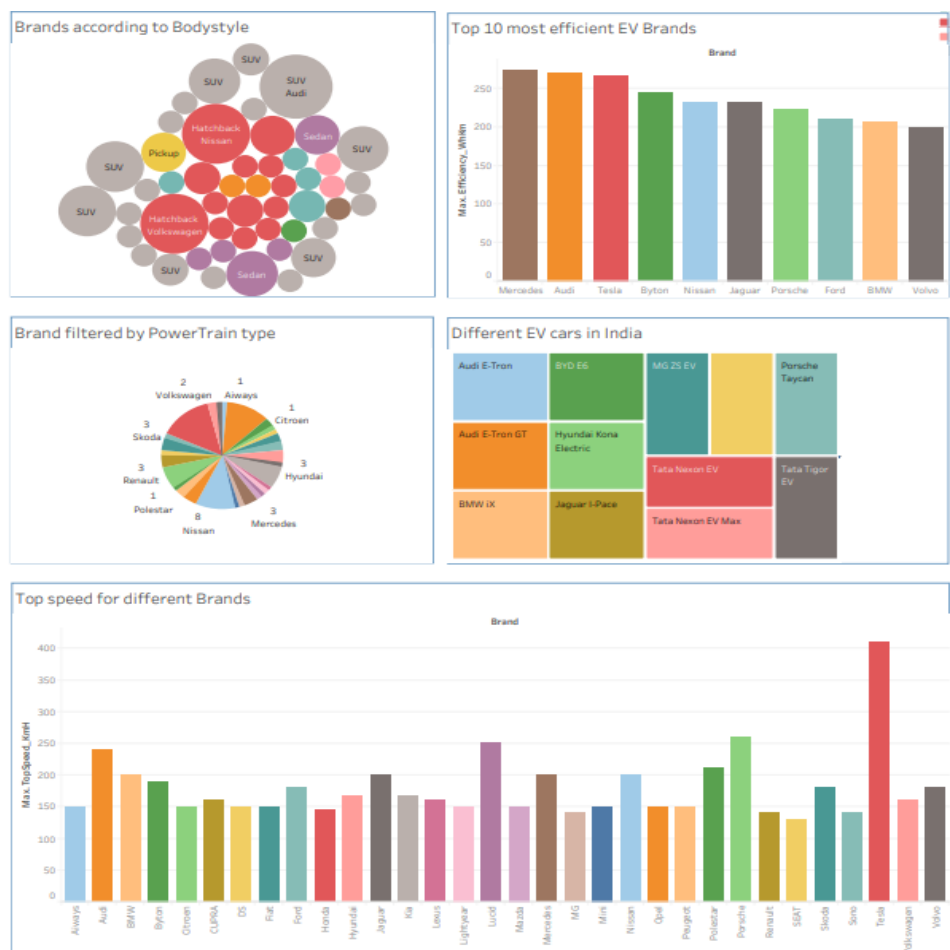 Brands according to Bodystyle
SUV
SUV
SUV
Audi
Hatchback
Nissan
Sedan
SUV
Pickup
SUV
SUV
Hatchback
Volkswagen
SUV
SUV
Sedan
Top 10 most efficient EV Brands
Brand
Max. Efficiency_WhKm
250
200
150
100
50
0
Mercedes
Audi
Tesla
Byton
Nissan
Jaguar
Porsche
Ford
BMW
Volvo
Brand filtered by PowerTrain type
2
Volkswagen
1
Aiways
1
Citroen
3
Skoda
3
Hyundai
3
Renault
1
Polestar
8
Nissan
3
Mercedes
Different EV cars in India
Audi E-Tron
BYD E6
MG ZS EV
Porsche
Taycan
Audi E-Tron GT
Hyundai Kona
Electric
Tata Nexon EV
Tata Tigor
EV
BMW iX
Jaguar I-Pace
Tata Nexon EV Max
Top speed for different Brands
Brand
Max. TopSpeed_KmH
400
350
300
250
200
150
100
50
0
Aiways
Audi
BMW
Byton
Citroen
CUPRA
DS
Fiat
Ford
Honda
Hyundai
Jaguar
Kia
Lexus
Lightyear
Lucid
Mazda
Mercedes
MG
Mini
Nissan
Opel
Peugeot
Polestar
Porsche
Renault
SEAT
Skoda
Sono
Tesla
olkswagen
Volvo